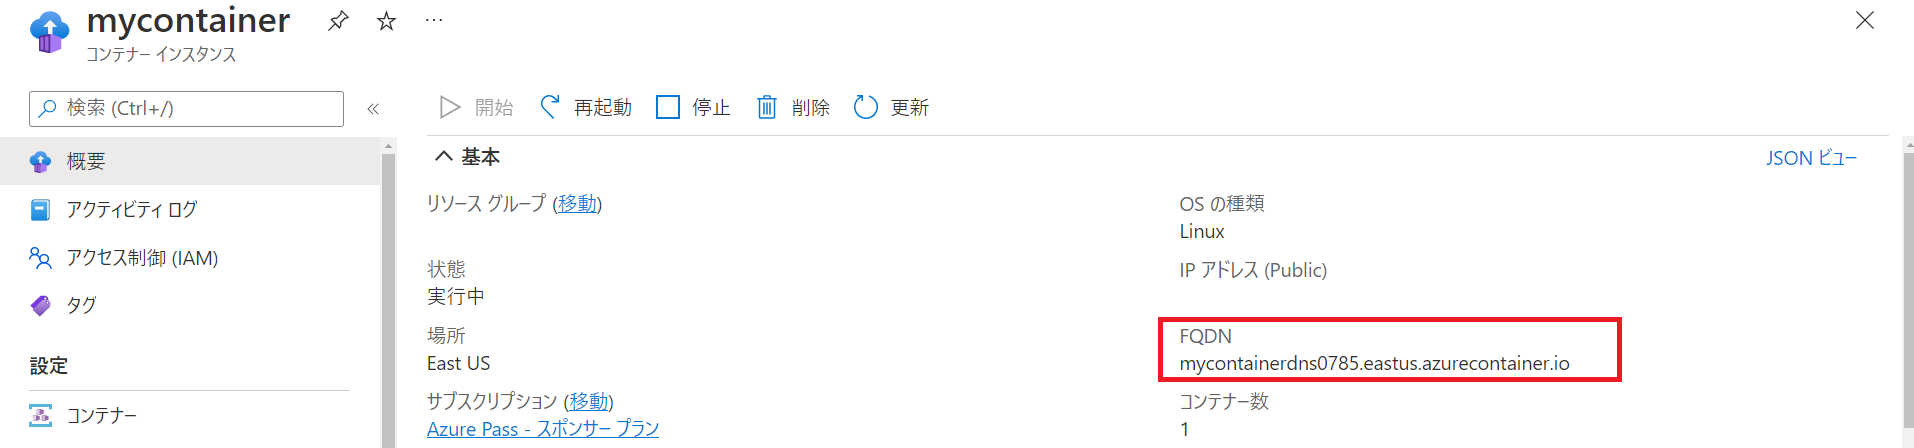 mycontainer
コンテナー インスタンス
検索 (Ctrl+/)
概要
アクティビティ ログ
アクセス制御 (IAM)
タグ
設定
コンテナー
開始
再起動
停止
削除
更新
基本
JSON ビュー
リソース グループ (移動)
状態
実行中
場所
East US
サブスクリプション (移動)
Azure Pass - スポンサー プラン
OS の種類
Linux
IP アドレス (Public)
FQDN
mycontainerdns0785.eastus.azurecontainer.io
コンテナー数
1